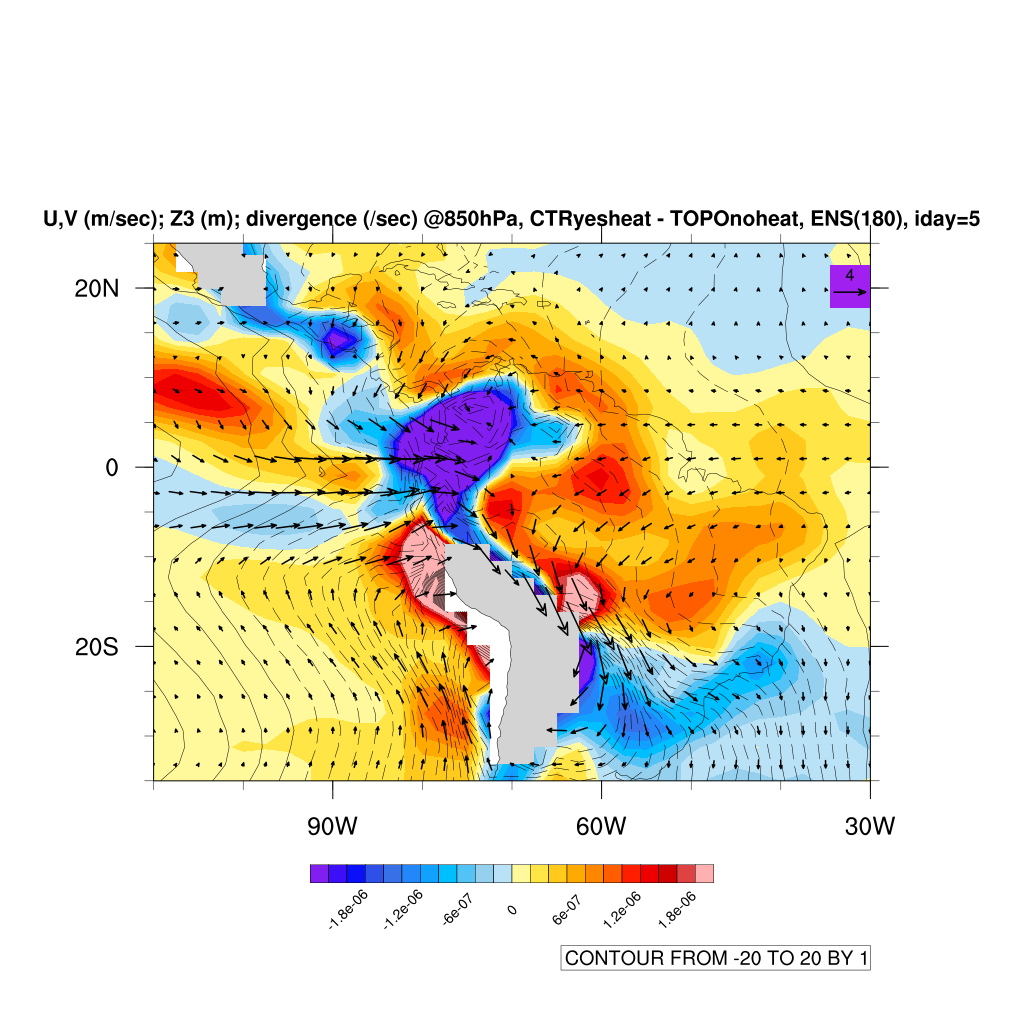 U,V (m/sec); Z3 (m); divergence (/sec) @850hPa, CTRyesheat - TOPOnoheat, ENS(180), iday=5
4
20N
0
20S
90W
60W
30W
-1.8e-06
-1.2e-06
-6e-07
0
6e-07
1.2e-06
1.8e-06
CONTOUR FROM -20 TO 20 BY 1